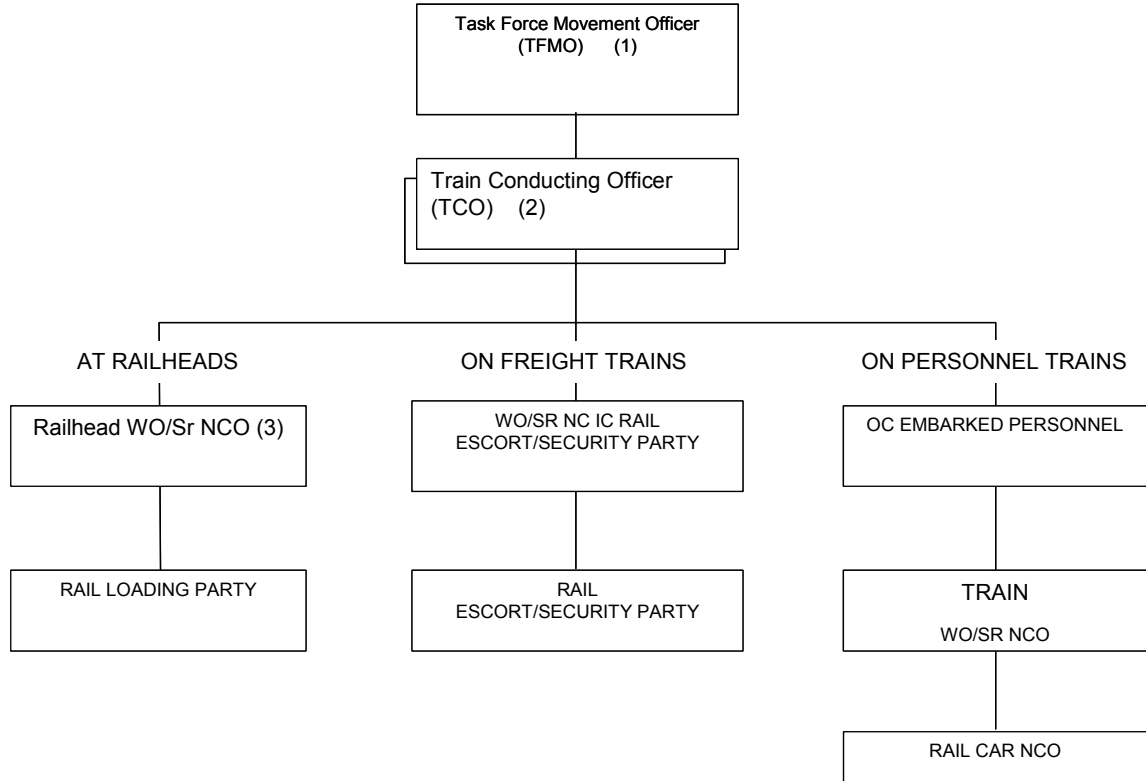 Task Force Movement Officer
(TFMO) (1)
Train Conducting Officer
(TCO) (2)
AT RAILHEADS
ON FREIGHT TRAINS
ON PERSONNEL TRAINS
Railhead WO/Sr NCO (3)
WO/SR NC IC RAIL
ESCORT/SECURITY PARTY
OC EMBARKED PERSONNEL
RAIL LOADING PARTY
RAIL
ESCORT/SECURITY PARTY
TRAIN
WO/SR NCO
RAIL CAR NCO